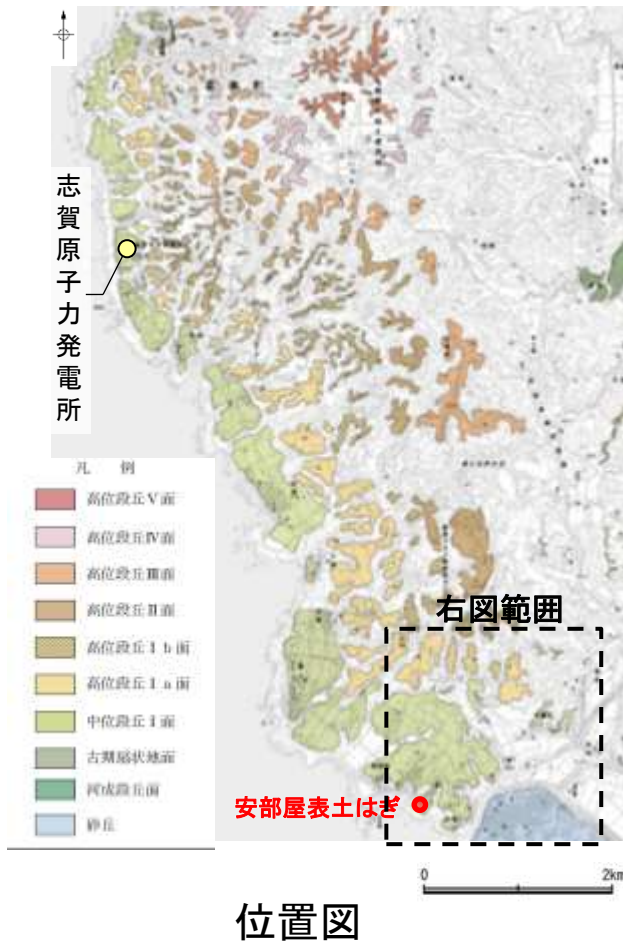 志賀原子力発電所
凡 例
高位段丘Ⅴ面
高位段丘Ⅳ面
高位段丘Ⅲ面
高位段丘Ⅱ面
高位段丘Ⅰb面
高位段丘Ⅰa面
中位段丘Ⅰ面
古期扇状地面
河成段丘面
砂丘
右図範囲
安部屋表土はぎ
0 2km
位置図